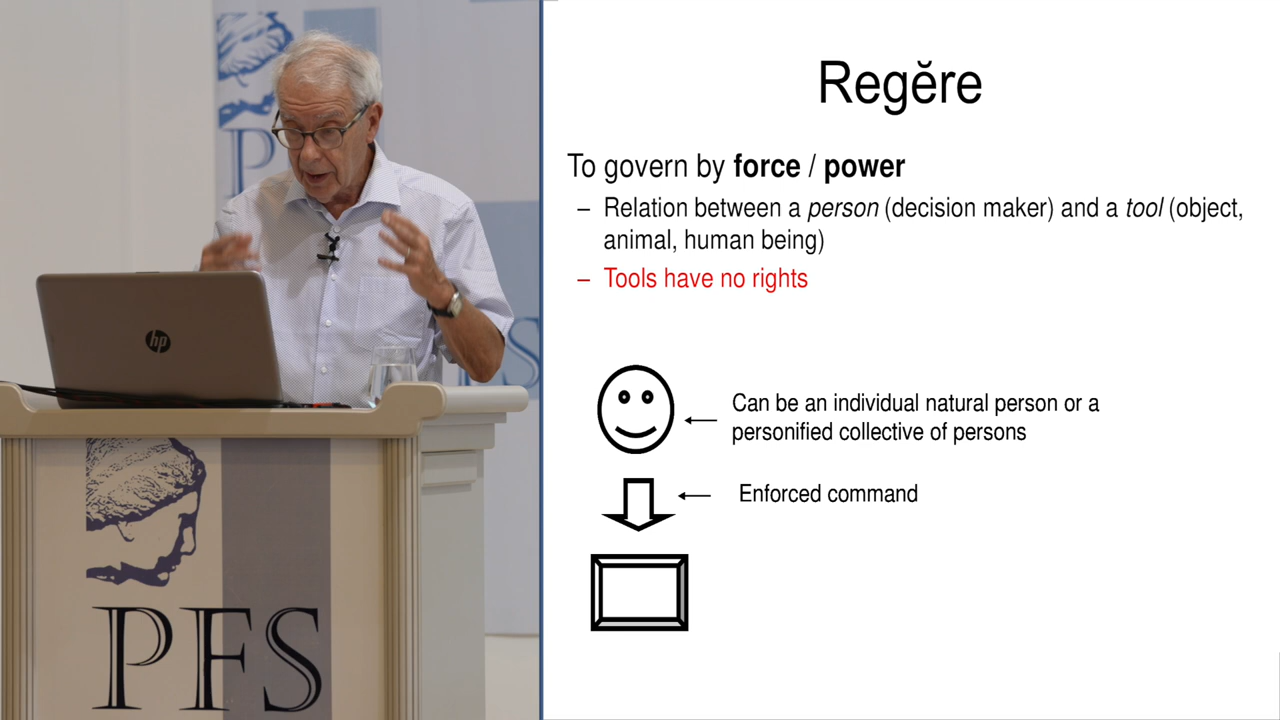 P
S
hp
PFS
Regĕre
To govern by force / power
– Relation between a person (decision maker) and a tool (object,
animal, human being)
– Tools have no rights
Can be an individual natural person or a
personified collective of persons
Enforced command